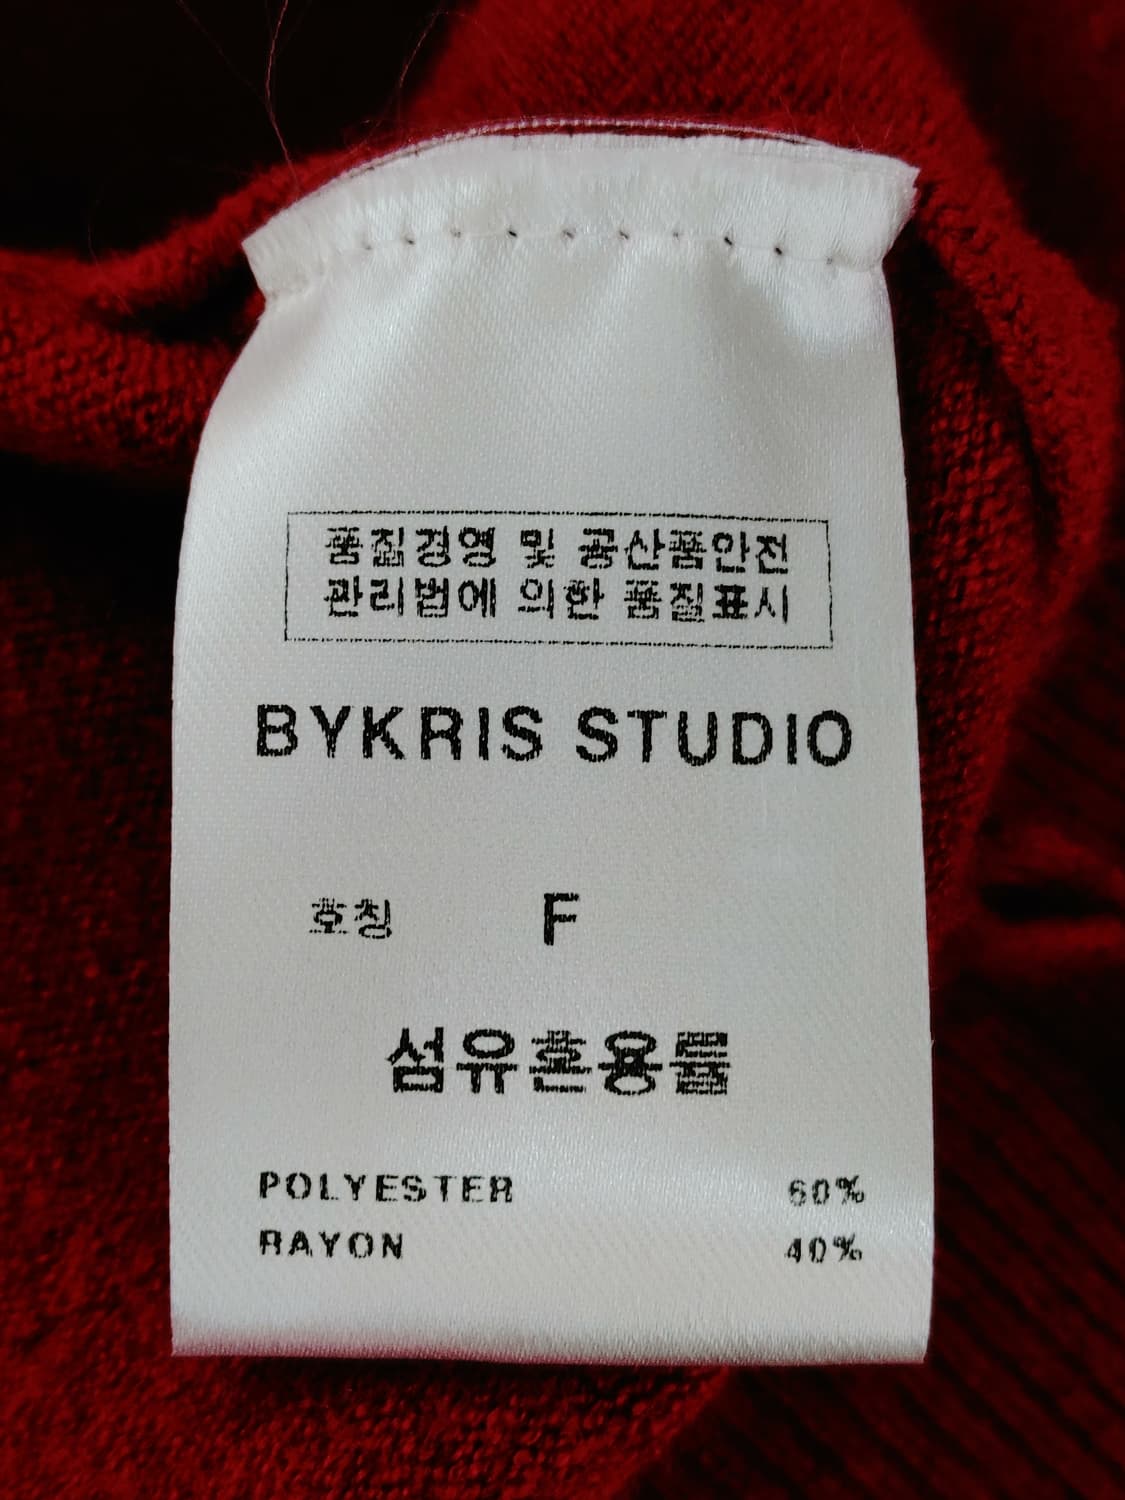 품질경영 및 공산품안전
관리법에 의한 품질표시
BYKRIS STUDIO
호칭 F
섬유혼용률
POLYESTER 60%
RAYON 40%